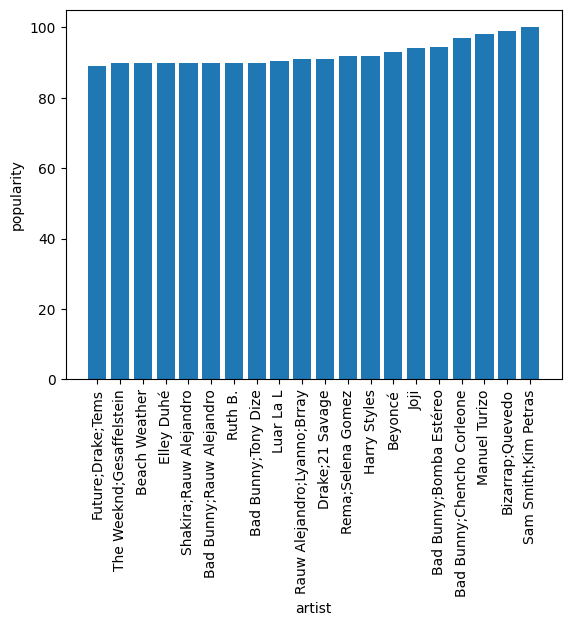 100
80
60
40
20
0
popularity
Future;Drake;Tems
The Weeknd;Gesaffelstein
Beach Weather
Elley Duhé
Shakira;Rauw Alejandro
Bad Bunny;Rauw Alejandro
Ruth B.
Bad Bunny;Tony Dize
Luar La L
Rauw Alejandro;Lyanno;Brray
Drake;21 Savage
Rema;Selena Gomez
Harry Styles
Beyoncé
Joji
Bad Bunny;Bomba Estéreo
Bad Bunny;Chencho Corleone
Manuel Turizo
Bizarrap;Quevedo
Sam Smith;Kim Petras
artist